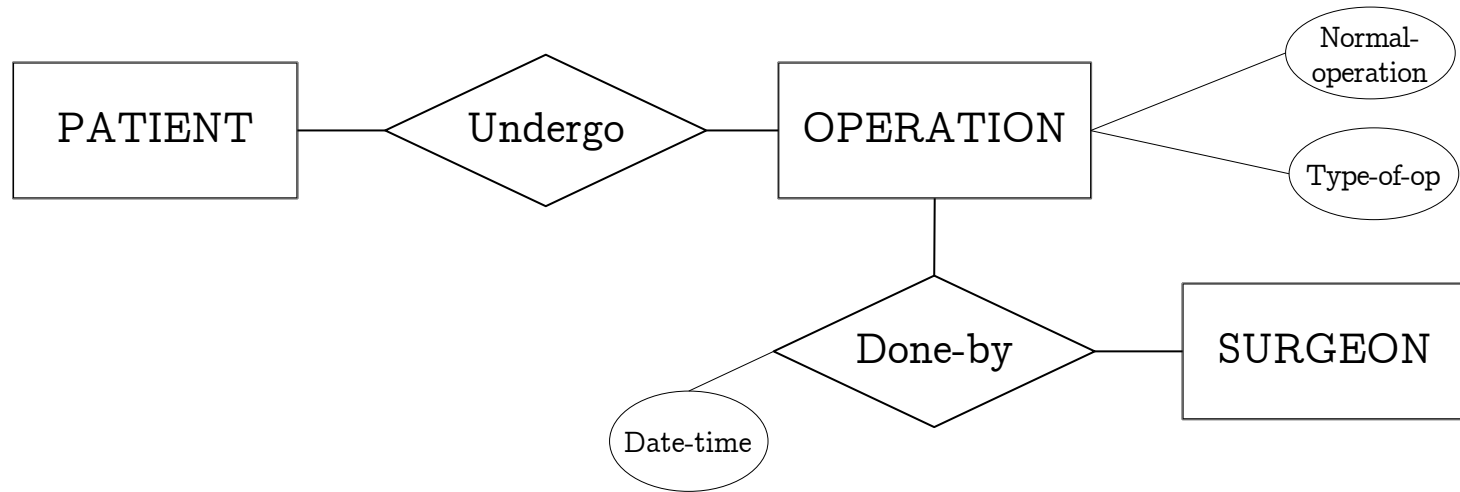 PATIENT
Undergo
OPERATION
Normal-
operation
Type-of-op
Done-by
SURGEON
Date-time